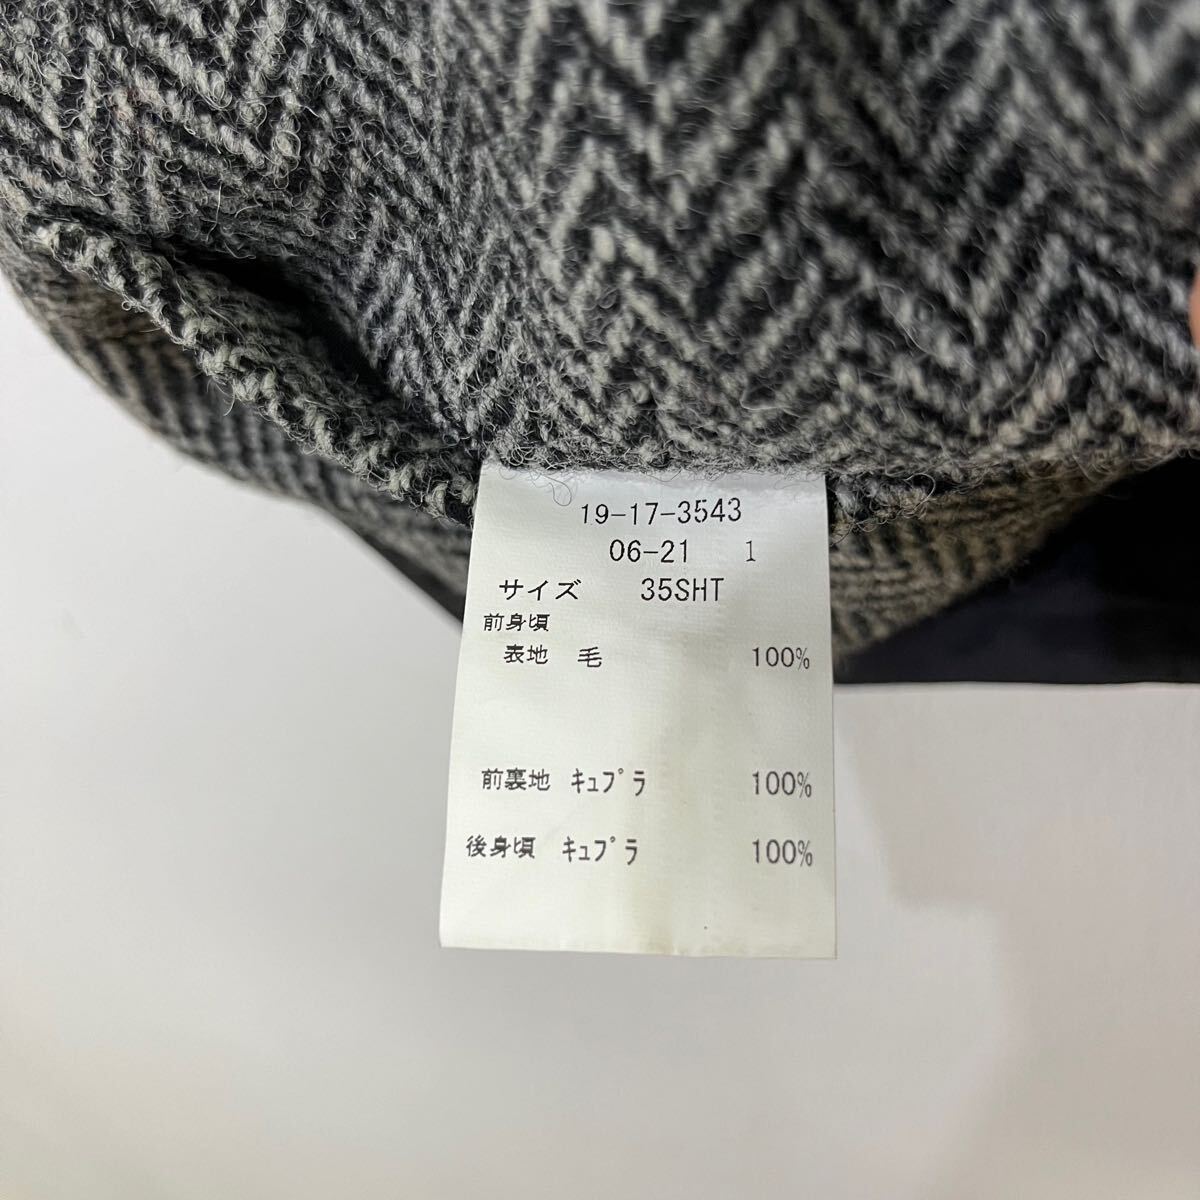 19-17-3543
06-21 1
サイズ 35SHT
前身頃
表地 毛 100%
前裏地 ｷｭﾌﾟﾗ 100%
後身頃 ｷｭﾌﾟﾗ 100%